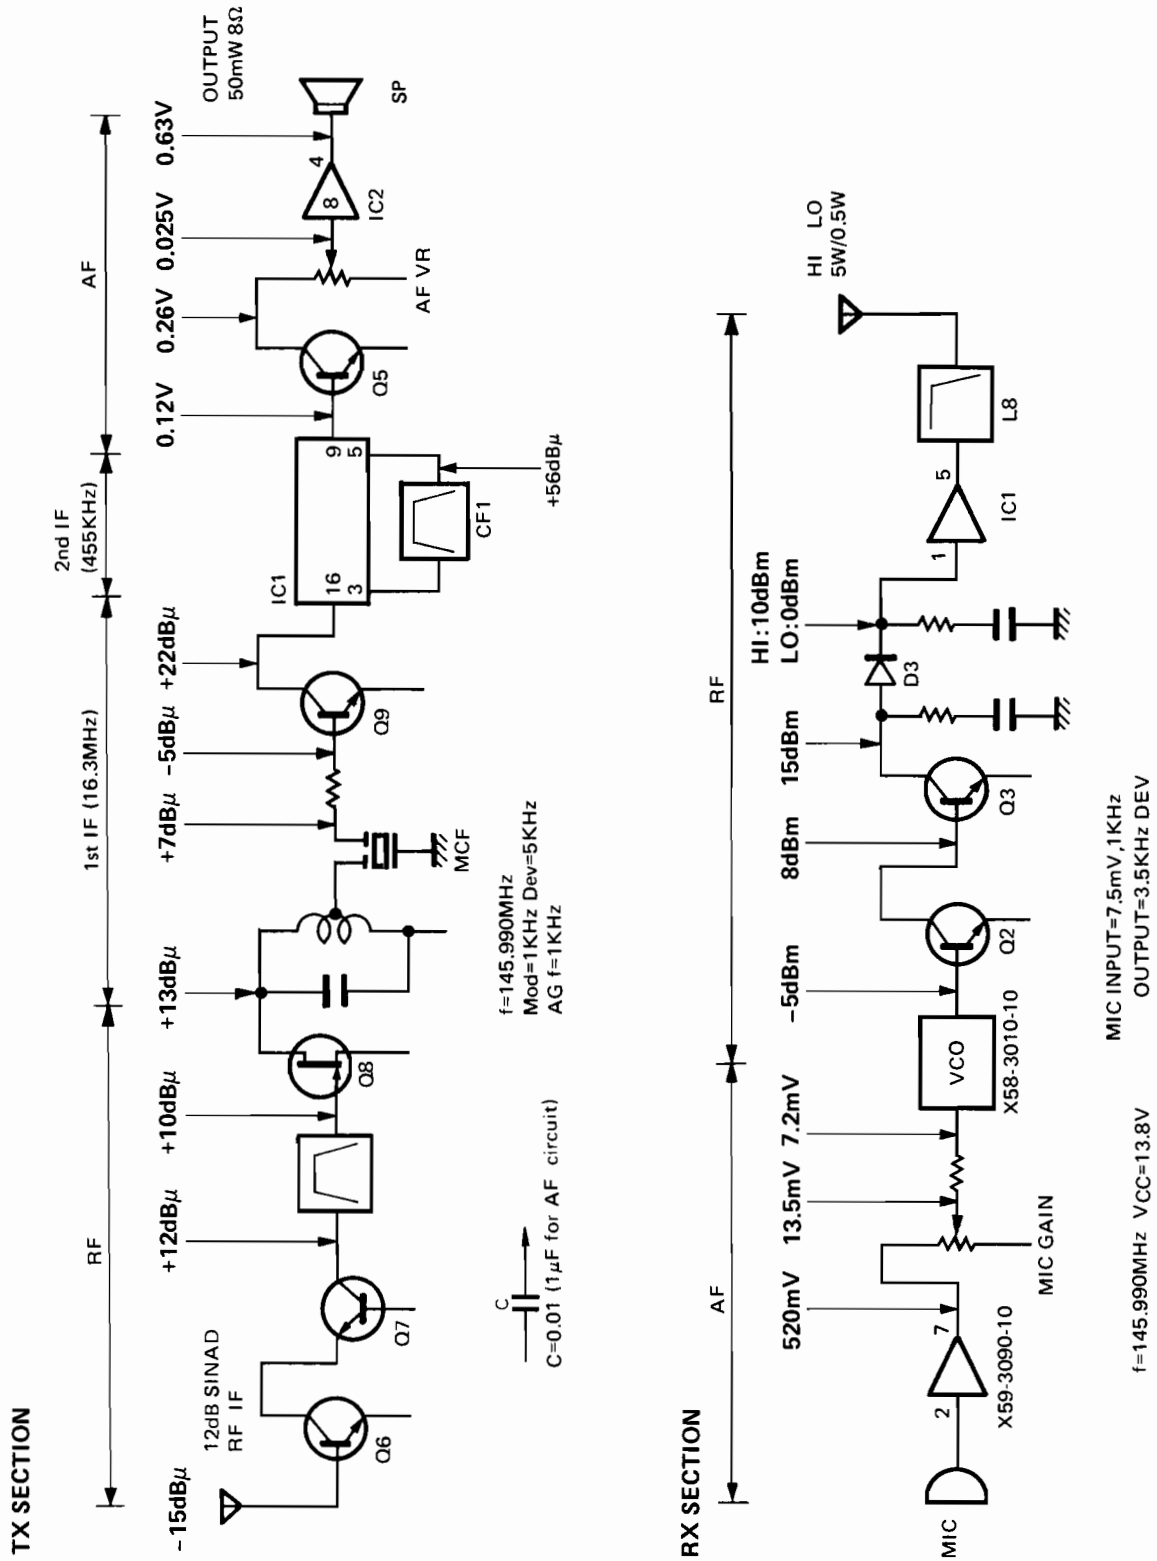 TX SECTION
RF
1st IF (16.3MHz)
2nd IF
(455KHz)
AF
-15dBμ
12dB SINAD
RF IF
+12dBμ
+10dBμ
+13dBμ
+7dBμ
-5dBμ
+22dBμ
0.12V
0.26V
0.025V
0.63V
OUTPUT
50mW 8Ω
Q6
Q7
Q8
MCF
Q9
IC1
16
3
9
5
CF1
+56dBμ
Q5
AF VR
8
4
IC2
SP
C
C=0.01 (1μF for AF circuit)
f=145.990MHz
Mod=1KHz Dev=5KHz
AG f=1KHz
RX SECTION
AF
RF
520mV
13.5mV
7.2mV
-5dBm
8dBm
15dBm
HI:10dBm
LO:0dBm
HI LO
5W/0.5W
MIC
2
7
X59-3090-10
MIC GAIN
VCO
X58-3010-10
Q2
Q3
D3
1
5
IC1
L8
f=145.990MHz VCC=13.8V
MIC INPUT=7.5mV,1KHz
OUTPUT=3.5KHz DEV